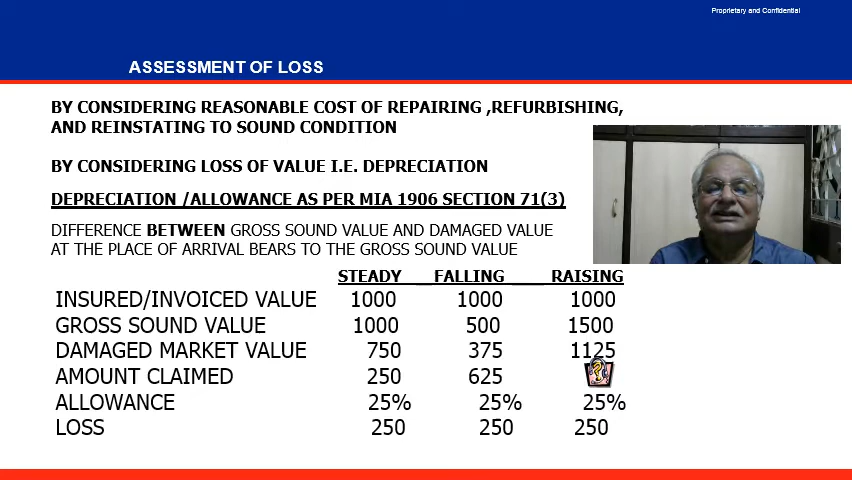 Proprietary and Confidential
ASSESSMENT OF LOSS
BY CONSIDERING REASONABLE COST OF REPAIRING ,REFURBISHING,
AND REINSTATING TO SOUND CONDITION
BY CONSIDERING LOSS OF VALUE I.E. DEPRECIATION
DEPRECIATION /ALLOWANCE AS PER MIA 1906 SECTION 71(3)
DIFFERENCE BETWEEN GROSS SOUND VALUE AND DAMAGED VALUE
AT THE PLACE OF ARRIVAL BEARS TO THE GROSS SOUND VALUE
STEADY FALLING RAISING
INSURED/INVOICED VALUE 1000 1000 1000
GROSS SOUND VALUE 1000 500 1500
DAMAGED MARKET VALUE 750 375 1125
AMOUNT CLAIMED 250 625 ?
ALLOWANCE 25% 25% 25%
LOSS 250 250 250